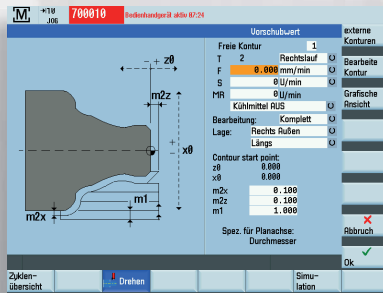 M →10 JOG 700010 Bedienhandgerät aktiv 07:24
Vorschubwert
Freie Kontur 1
T 2 Rechtslauf
F 0.000 mm/min
S 0 U/min
MR 0 U/min
Kühlmittel AUS
Bearbeitung: Komplett
Lage: Rechts Außen
Längs
Contour start point:
z0 0.000
x0 0.000
m2x 0.100
m2z 0.100
m1 1.000
Spez. für Planachse:
Durchmesser
+ z0
m2z
+
- x0
m1
m2x
externe
Konturen
Bearbeite
Kontur
Grafische
Ansicht
Abbruch
Ok
Zyklen-
übersicht
Drehen
Simu-
lation